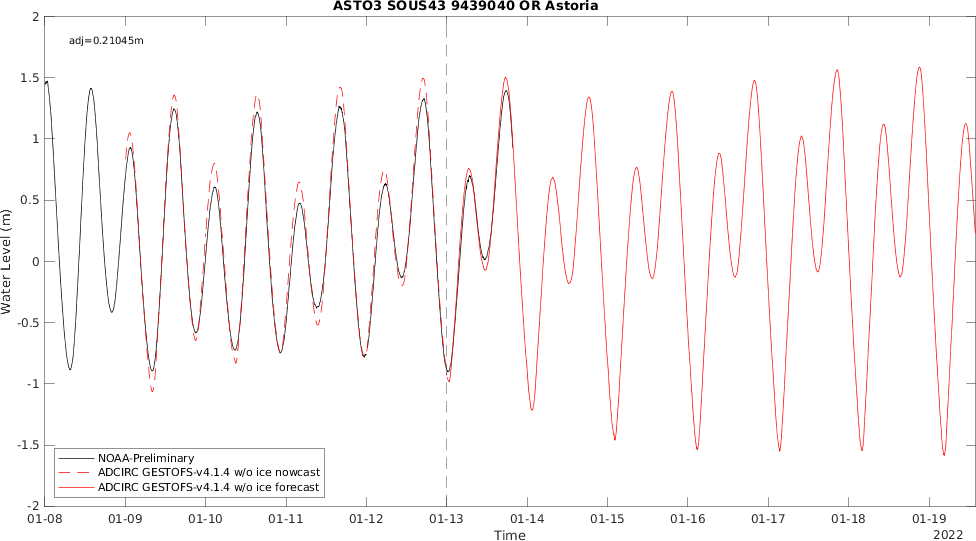 ASTO3 SOUS43 9439040 OR Astoria
adj=0.21045m
2
1.5
1
0.5
0
-0.5
-1
-1.5
-2
Water Level (m)
NOAA-Preliminary
ADCIRC GESTOFS-v4.1.4 w/o ice nowcast
ADCIRC GESTOFS-v4.1.4 w/o ice forecast
01-08 01-09 01-10 01-11 01-12 01-13 01-14 01-15 01-16 01-17 01-18 01-19
Time
2022